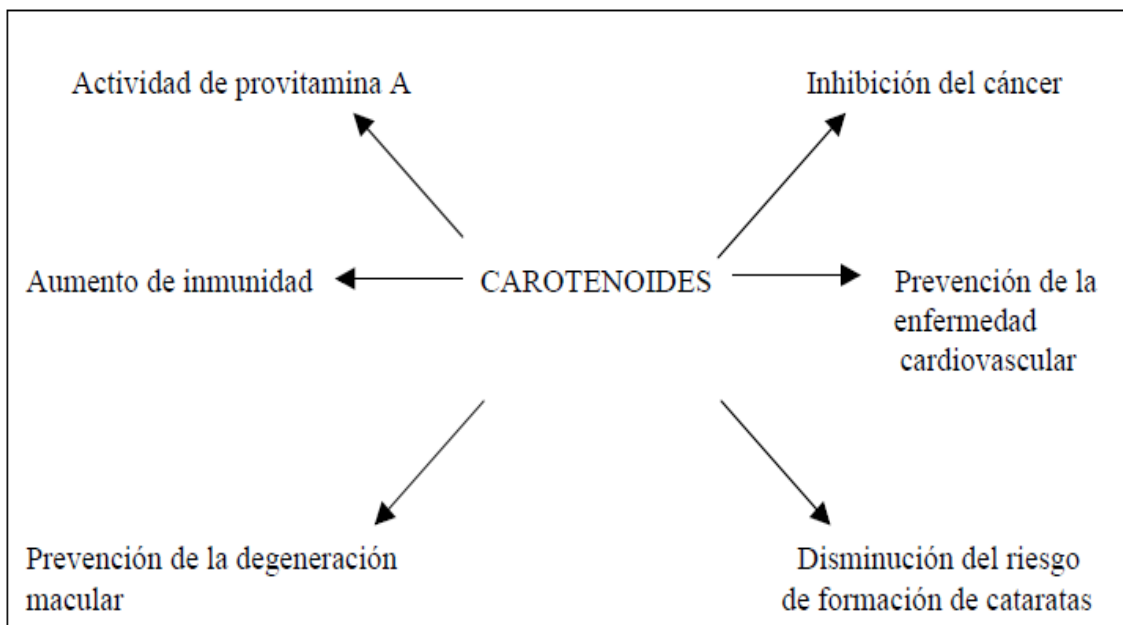 Actividad de provitamina A
Inhibición del cáncer
Aumento de inmunidad
CAROTENOIDES
Prevención de la
enfermedad
cardiovascular
Prevención de la degeneración
macular
Disminución del riesgo
de formación de cataratas